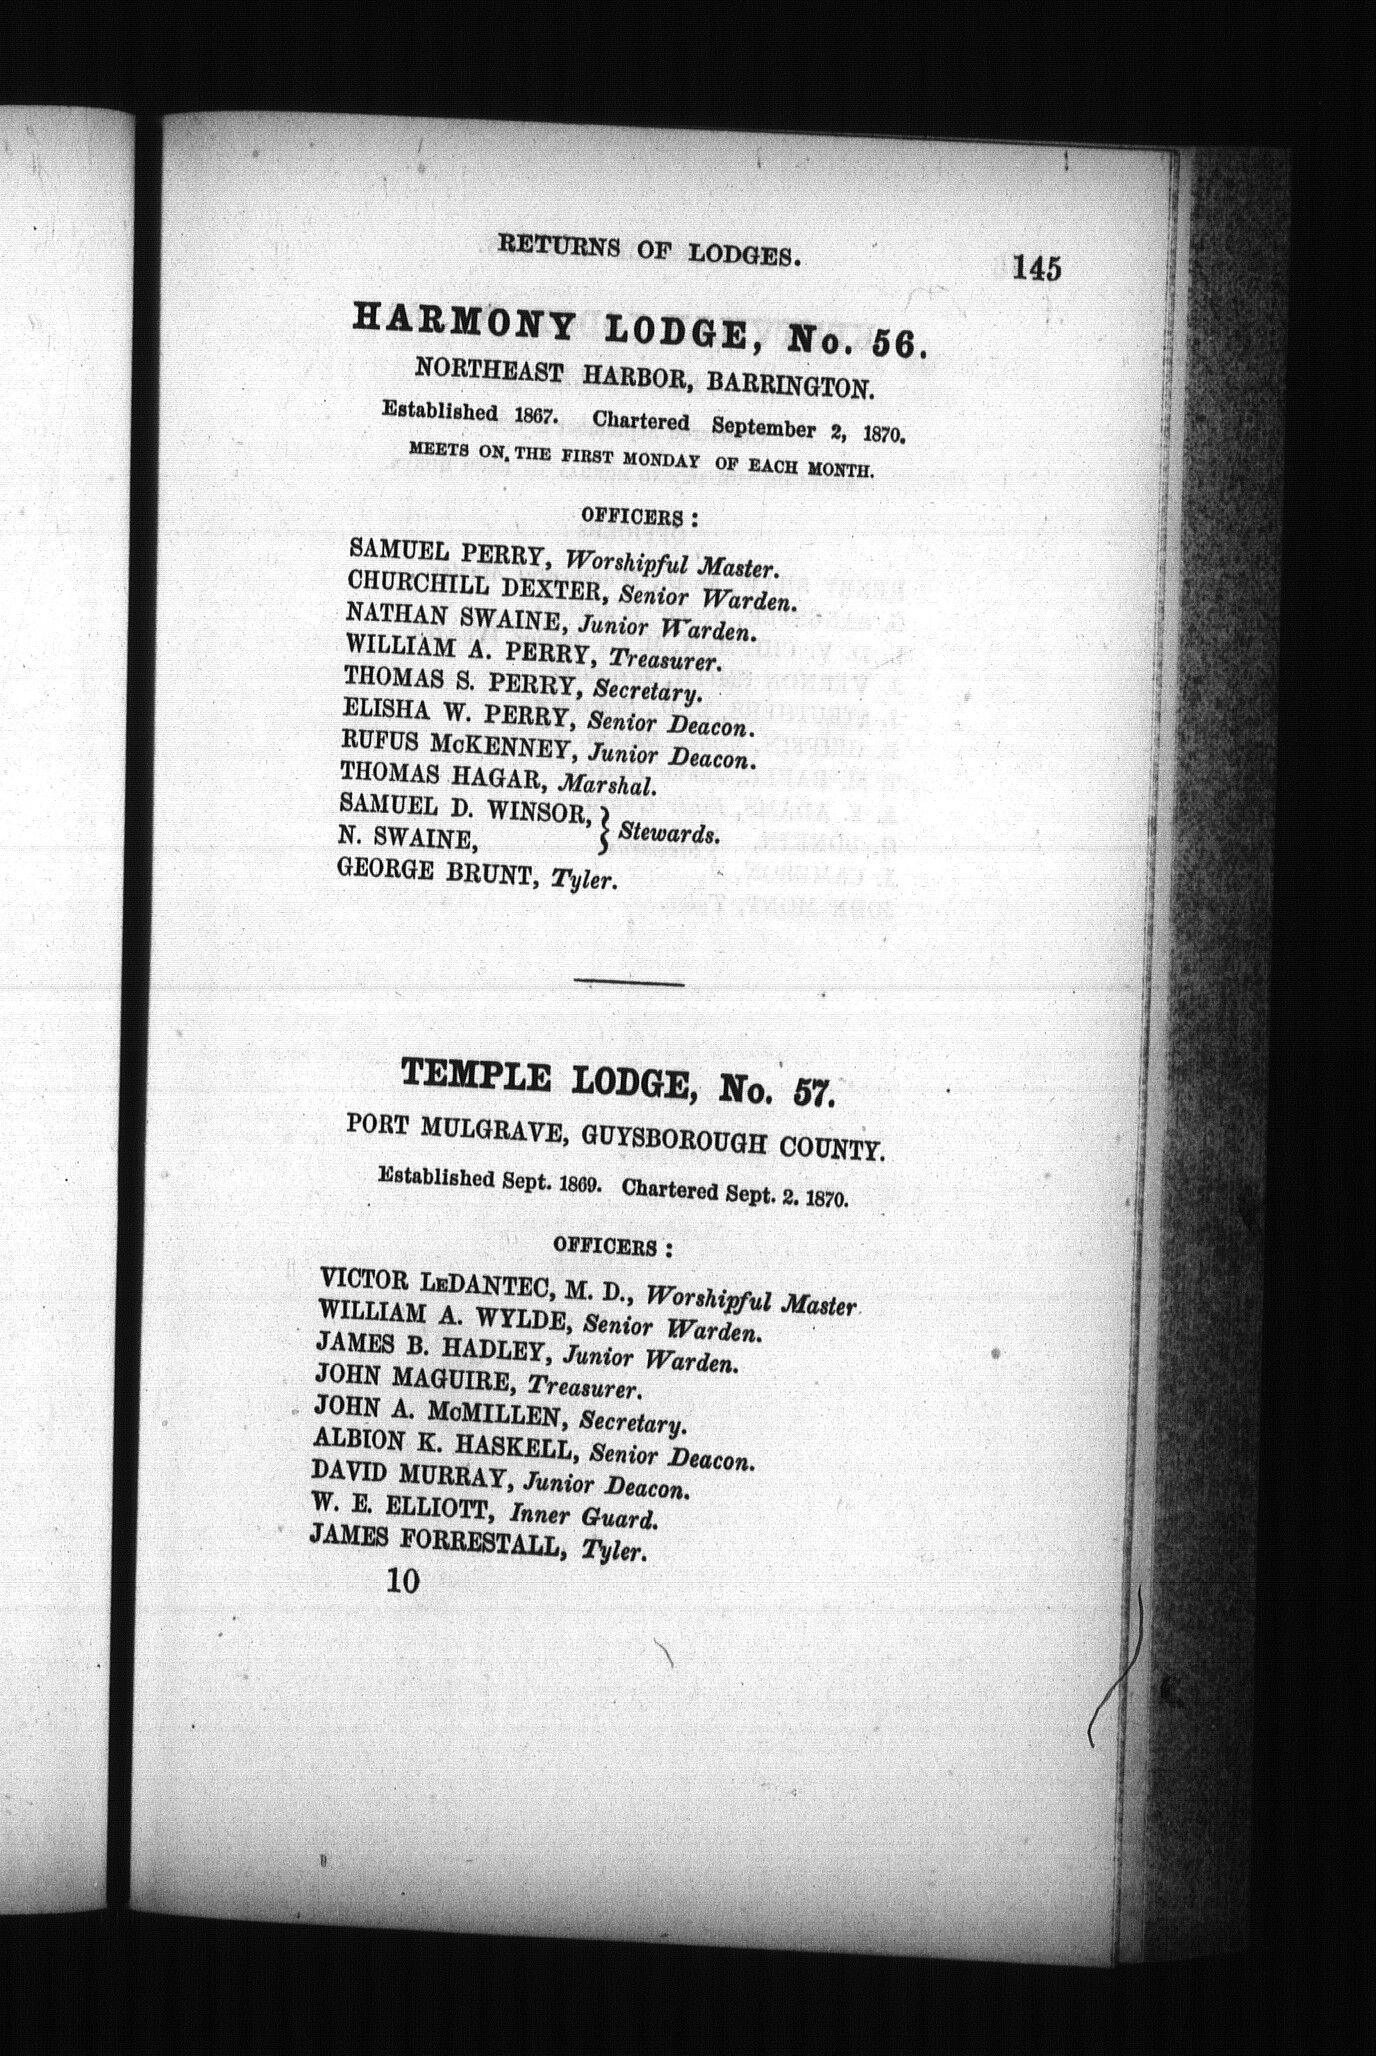 RETURNS OF LODGES. 145
HARMONY LODGE, No. 56.
NORTHEAST HARBOR, BARRINGTON.
Established 1867. Chartered September 2, 1870.
MEETS ON. THE FIRST MONDAY OF EACH MONTH.
OFFICERS:
SAMUEL PERRY, Worshipful Master.
CHURCHILL DEXTER, Senior Warden.
NATHAN SWAINE, Junior Warden.
WILLIAM A. PERRY, Treasurer.
THOMAS S. PERRY, Secretary.
ELISHA W. PERRY, Senior Deacon.
RUFUS McKENNEY, Junior Deacon.
THOMAS HAGAR, Marshal.
SAMUEL D. WINSOR, } Stewards.
N. SWAINE,
GEORGE BRUNT, Tyler.
TEMPLE LODGE, No. 57.
PORT MULGRAVE, GUYSBOROUGH COUNTY.
Established Sept. 1869. Chartered Sept. 2. 1870.
OFFICERS:
VICTOR LEDANTEC, M. D., Worshipful Master
WILLIAM A. WYLDE, Senior Warden.
JAMES B. HADLEY, Junior Warden.
JOHN MAGUIRE, Treasurer.
JOHN A. McMILLEN, Secretary.
ALBION K. HASKELL, Senior Deacon.
DAVID MURRAY, Junior Deacon.
W. E. ELLIOTT, Inner Guard.
JAMES FORRESTALL, Tyler.
10